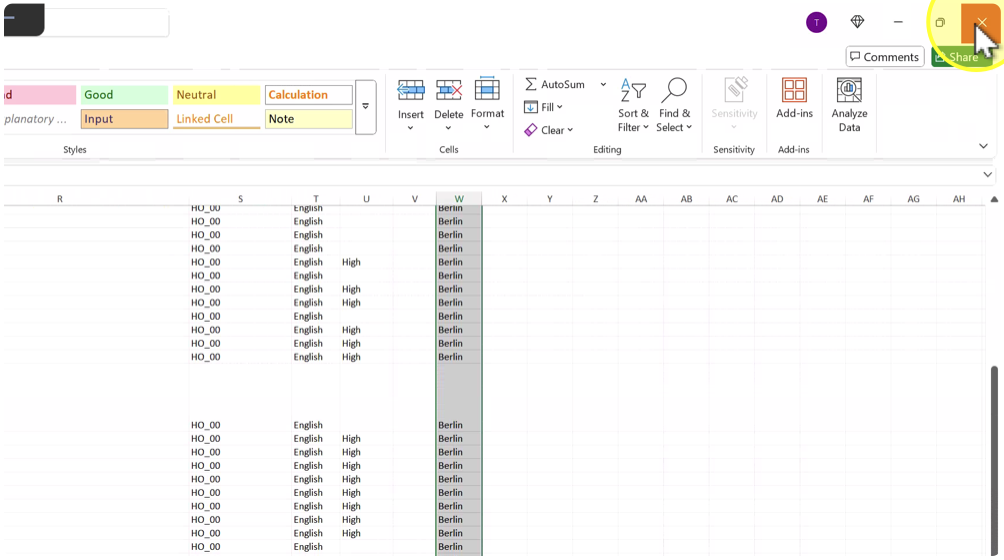 T
Comments
Share
ad Good Neutral Calculation
planatory ... Input Linked Cell Note
Styles
Insert Delete Format
Cells
AutoSum
Fill
Clear
Sort &
Filter
Find &
Select
Editing
Sensitivity
Sensitivity
Add-ins
Add-ins
Analyze
Data
R S T U V W X Y Z AA AB AC AD AE AF AG AH
HO_00 English Berlin
HO_00 English Berlin
HO_00 English Berlin
HO_00 English Berlin
HO_00 English High Berlin
HO_00 English Berlin
HO_00 English High Berlin
HO_00 English High Berlin
HO_00 English Berlin
HO_00 English High Berlin
HO_00 English High Berlin
HO_00 English High Berlin
HO_00 English Berlin
HO_00 English High Berlin
HO_00 English High Berlin
HO_00 English High Berlin
HO_00 English High Berlin
HO_00 English High Berlin
HO_00 English High Berlin
HO_00 English High Berlin
HO_00 English High Berlin
HO_00 English Berlin